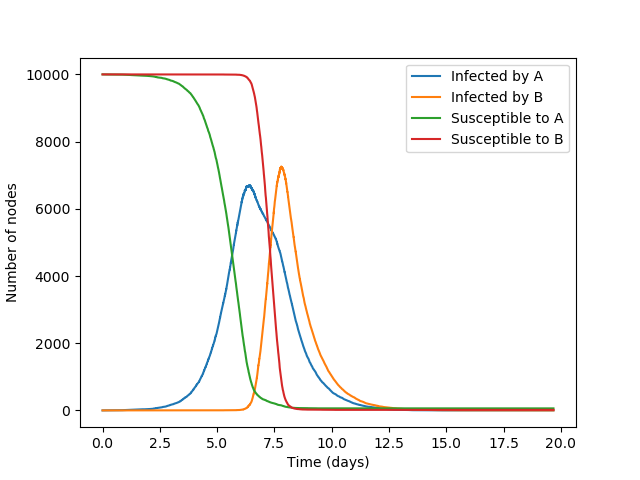 Infected by A
Infected by B
Susceptible to A
Susceptible to B
10000
8000
6000
4000
2000
0
Number of nodes
0.0 2.5 5.0 7.5 10.0 12.5 15.0 17.5 20.0
Time (days)